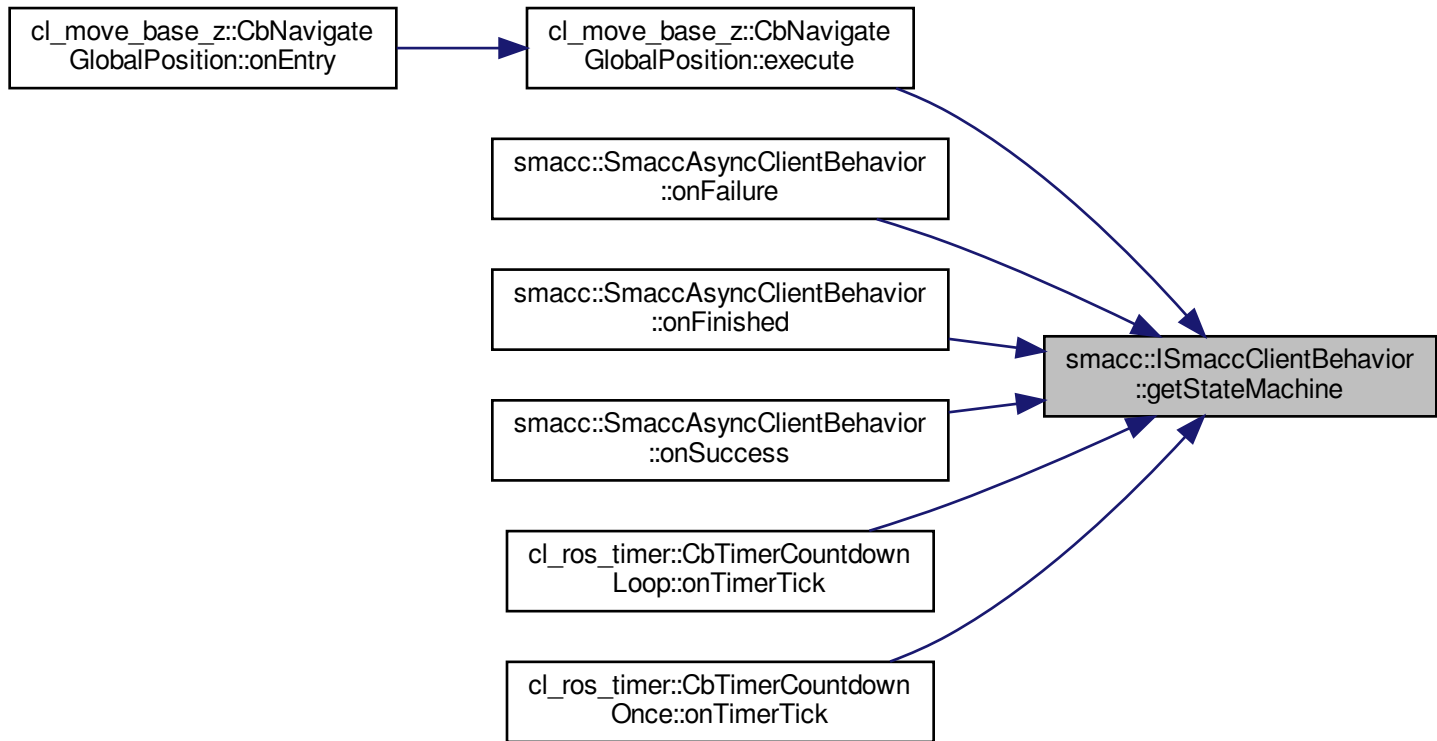 cl_move_base_z::CbNavigate
GlobalPosition::onEntry
cl_move_base_z::CbNavigate
GlobalPosition::execute
smacc::SmaccAsyncClientBehavior
::onFailure
smacc::SmaccAsyncClientBehavior
::onFinished
smacc::SmaccAsyncClientBehavior
::onSuccess
cl_ros_timer::CbTimerCountdown
Loop::onTimerTick
cl_ros_timer::CbTimerCountdown
Once::onTimerTick
smacc::ISmaccClientBehavior
::getStateMachine